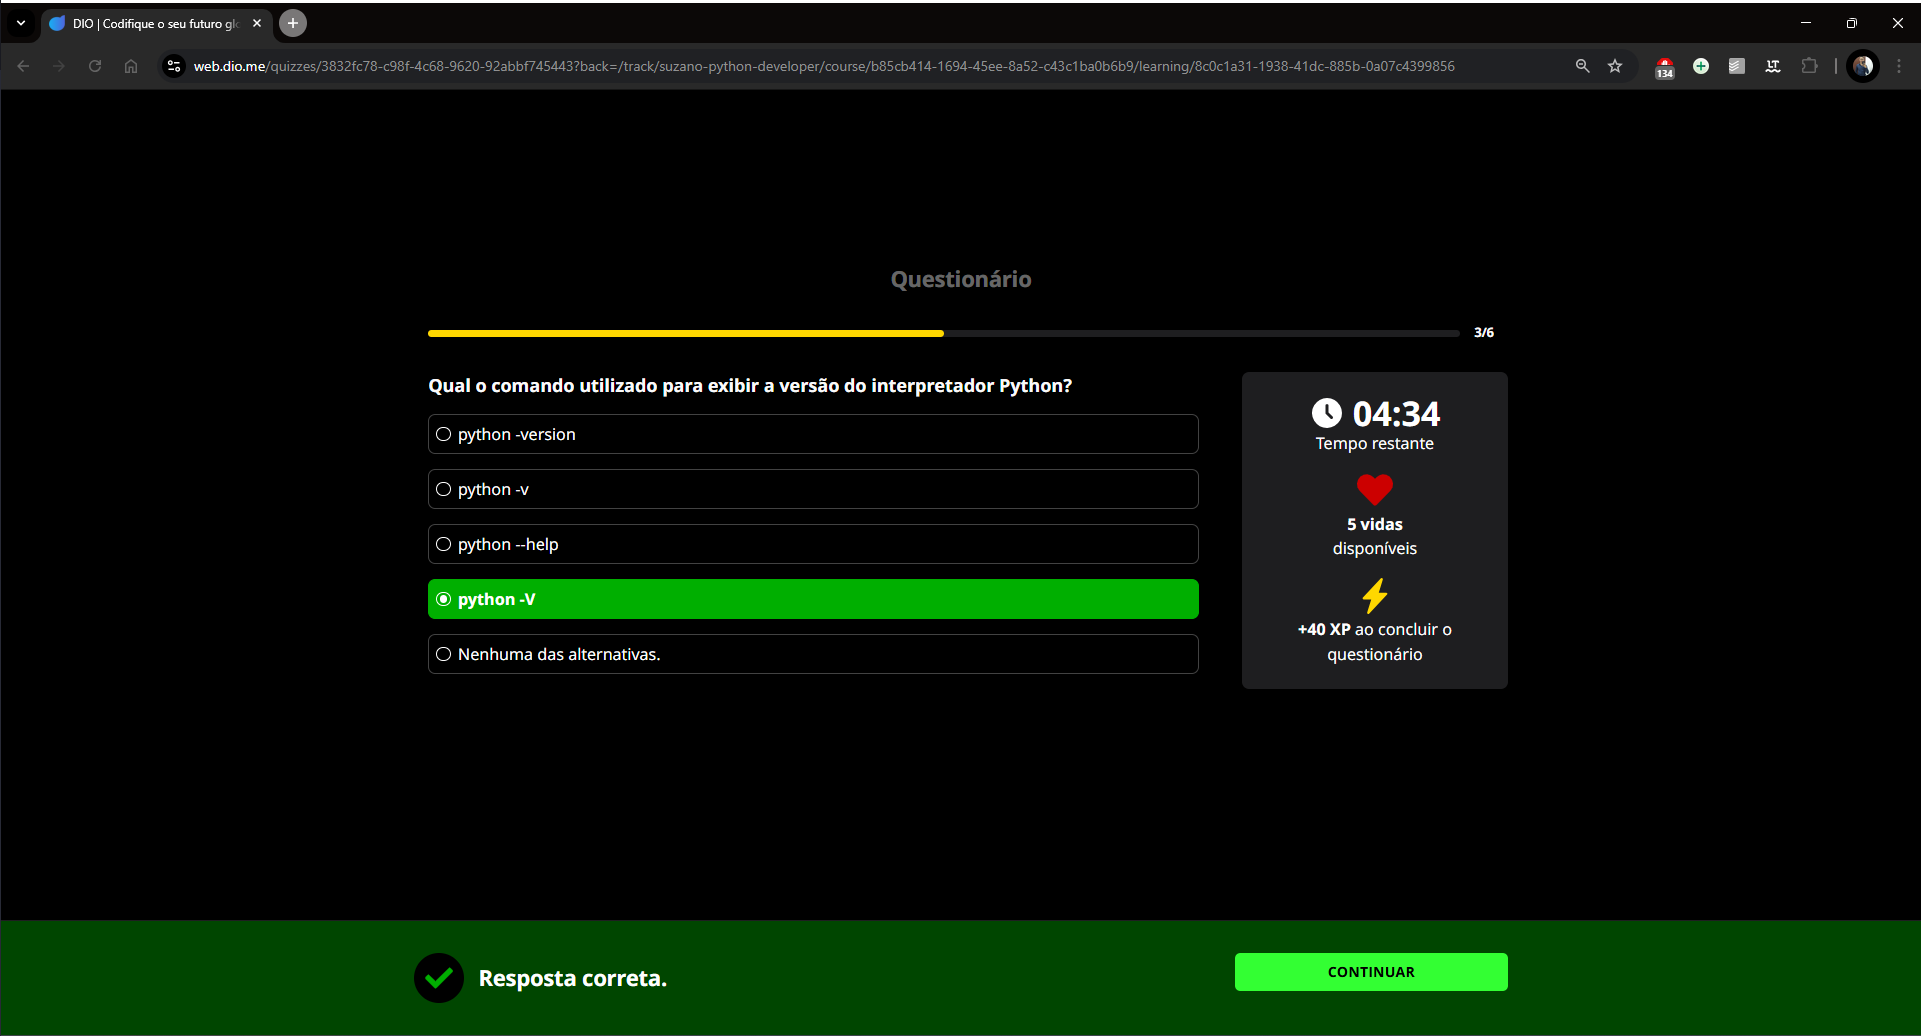 DIO | Codifique o seu futuro glo
web.dio.me/quizzes/3832fc78-c98f-4c68-9620-92abbf745443?back=/track/suzano-python-developer/course/b85cb414-1694-45ee-8a52-c43c1ba0b6b9/learning/8c0c1a31-1938-41dc-885b-0a07c4399856
134
Questionário
3/6
Qual o comando utilizado para exibir a versão do interpretador Python?
python -version
python -v
python --help
python -V
Nenhuma das alternativas.
04:34
Tempo restante
5 vidas
disponíveis
+40 XP ao concluir o
questionário
Resposta correta.
CONTINUAR